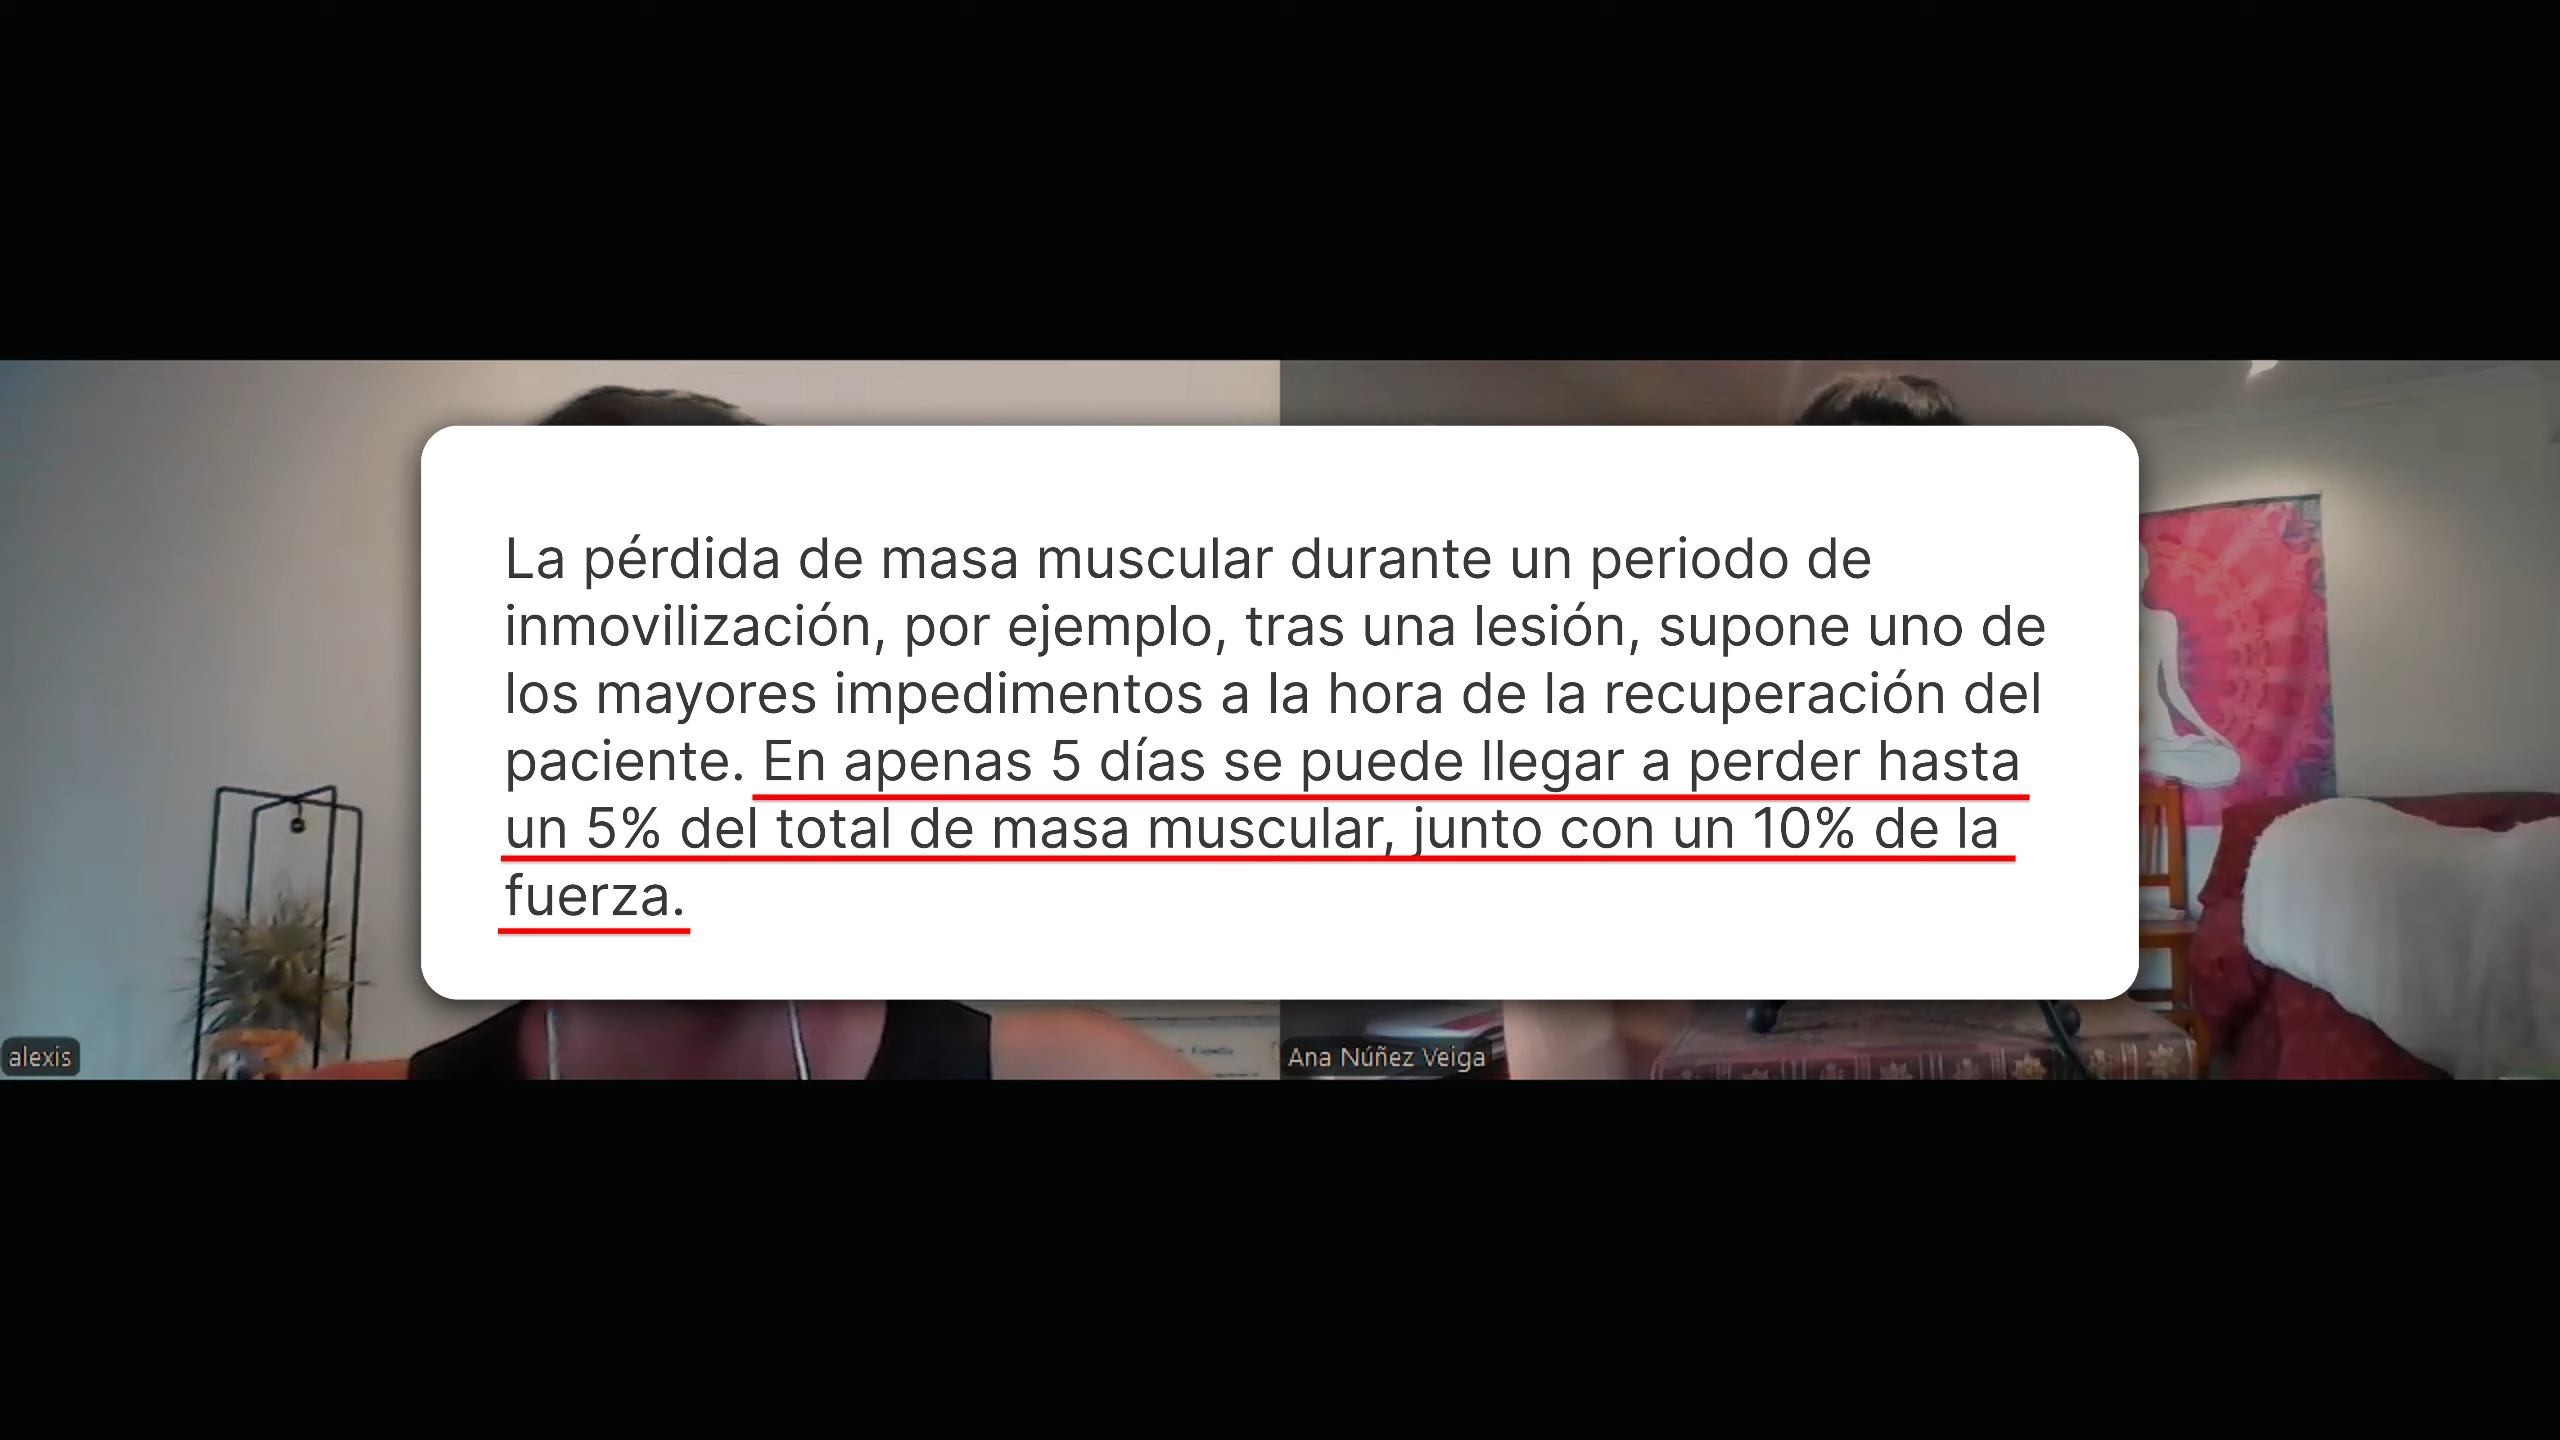 La pérdida de masa muscular durante un periodo de
inmovilización, por ejemplo, tras una lesión, supone uno de
los mayores impedimentos a la hora de la recuperación del
paciente. En apenas 5 días se puede llegar a perder hasta
un 5% del total de masa muscular, junto con un 10% de la
fuerza.
alexis
Ana Núñez Veiga